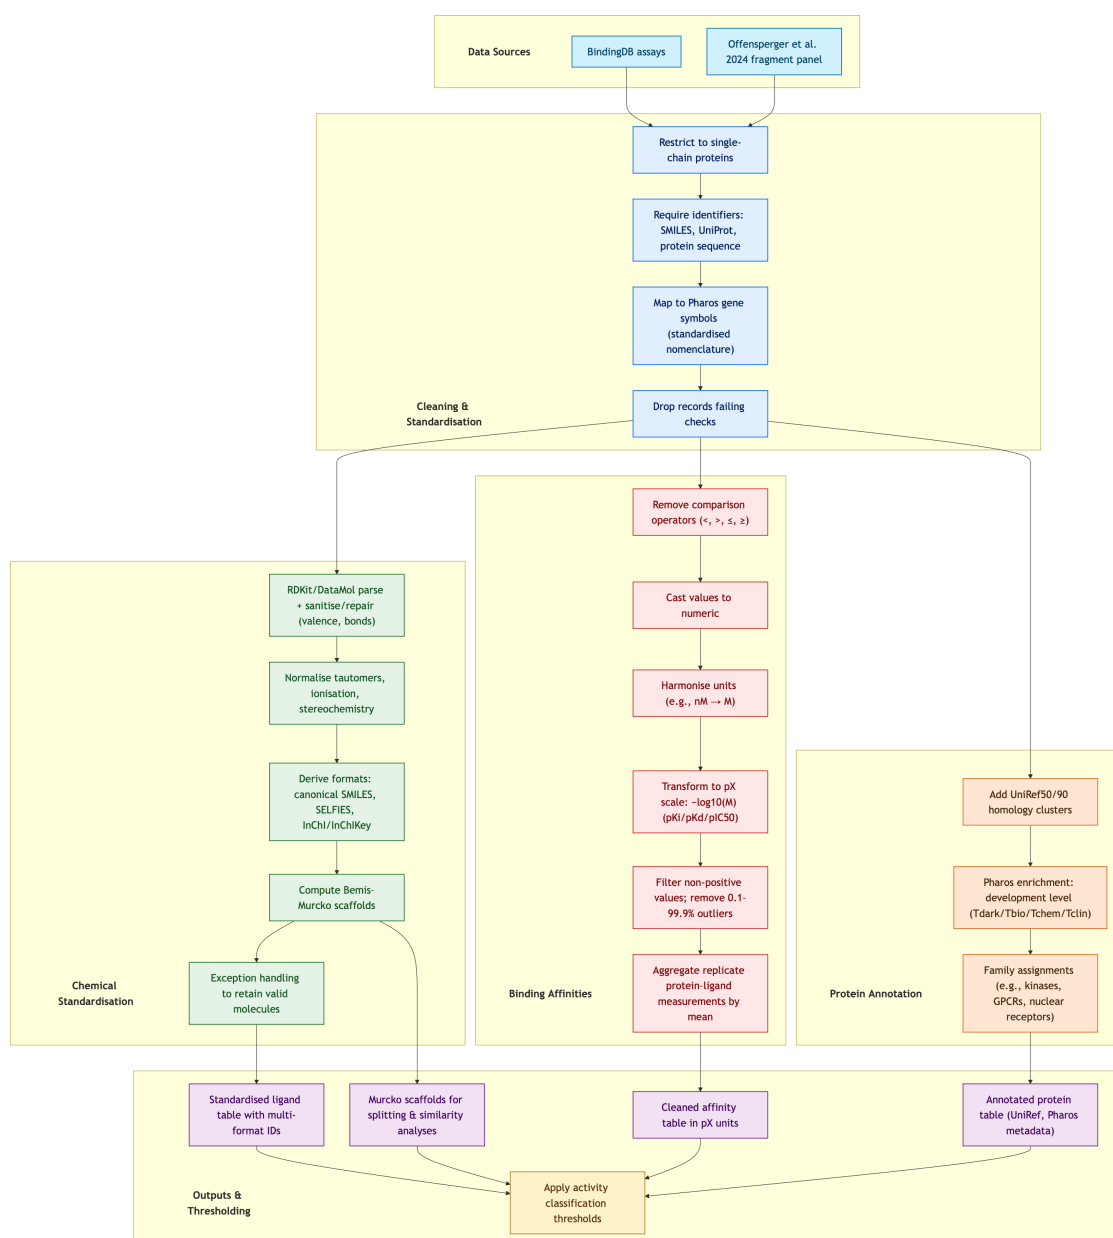 Data Sources
BindingDB assays
Offensperger et al.
2024 fragment panel
Restrict to single-
chain proteins
Require identifiers:
SMILES, UniProt,
protein sequence
Map to Pharos gene
symbols
(standardised
nomenclature)
Cleaning &
Standardisation
Drop records failing
checks
Remove comparison
operators (<, >, ≤, ≥)
Cast values to
numeric
Harmonise units
(e.g., nM → M)
Transform to pX
scale: −log10(M)
(pKi/pKd/pIC50)
Filter non-positive
values; remove 0.1–
99.9% outliers
Aggregate replicate
protein–ligand
measurements by
mean
Binding Affinities
RDKit/DataMol parse
+ sanitise/repair
(valence, bonds)
Normalise tautomers,
ionisation,
stereochemistry
Derive formats:
canonical SMILES,
SELFIES,
InChI/InChIKey
Compute Bemis–
Murcko scaffolds
Exception handling
to retain valid
molecules
Chemical
Standardisation
Add UniRef50/90
homology clusters
Pharos enrichment:
development level
(Tdark/Tbio/Tchem/Tclin)
Family assignments
(e.g., kinases,
GPCRs, nuclear
receptors)
Protein Annotation
Standardised ligand
table with multi-
format IDs
Murcko scaffolds for
splitting & similarity
analyses
Cleaned affinity
table in pX units
Annotated protein
table (UniRef, Pharos
metadata)
Outputs &
Thresholding
Apply activity
classification
thresholds